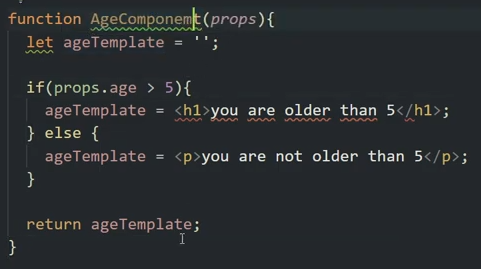 function AgeComponemt(props){
let ageTemplate = '';
if(props.age > 5){
ageTemplate = <h1>you are older than 5</h1>;
} else {
ageTemplate = <p>you are not older than 5</p>;
}
return ageTemplate;
}